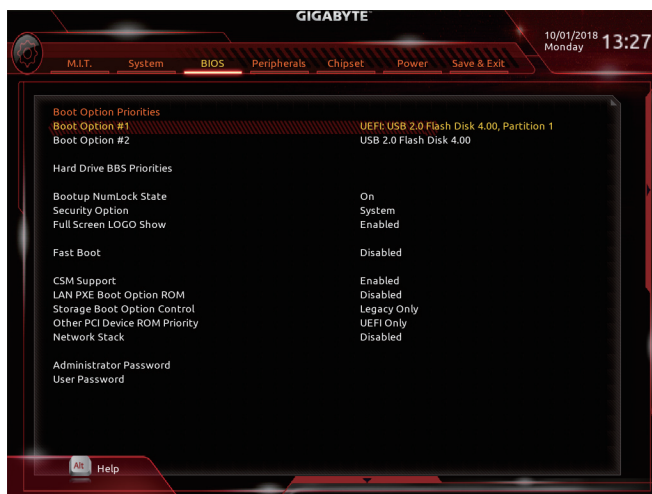 GIGABYTE™
10/01/2018
Monday
13:27
M.I.T. System BIOS Peripherals Chipset Power Save & Exit
Boot Option Priorities
Boot Option #1 UEFI: USB 2.0 Flash Disk 4.00, Partition 1
Boot Option #2 USB 2.0 Flash Disk 4.00
Hard Drive BBS Priorities
Bootup NumLock State On
Security Option System
Full Screen LOGO Show Enabled
Fast Boot Disabled
CSM Support Enabled
LAN PXE Boot Option ROM Disabled
Storage Boot Option Control Legacy Only
Other PCI Device ROM Priority UEFI Only
Network Stack Disabled
Administrator Password
User Password
Alt Help